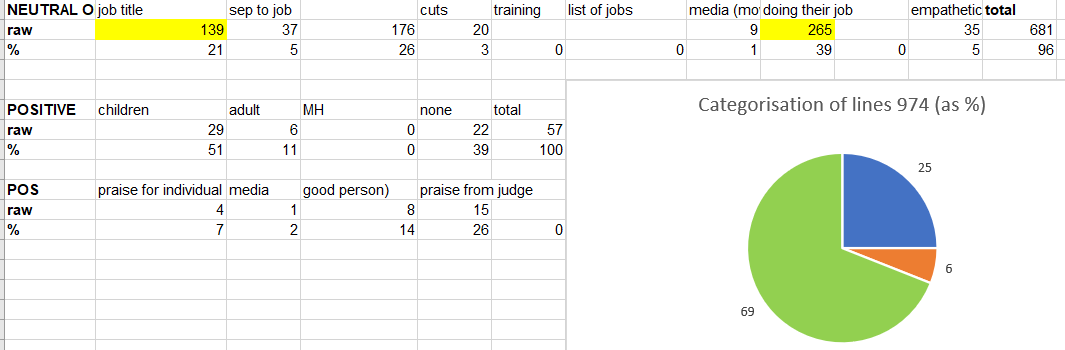 NEUTRAL O job title sep to job cuts training list of jobs media (mo doing their job empathetic total
raw 139 37 176 20 9 265 35 681
% 21 5 26 3 0 0 1 39 0 5 96
POSITIVE children adult MH none total
raw 29 6 0 22 57
% 51 11 0 39 100
POS praise for individual media good person) praise from judge
raw 4 1 8 15
% 7 2 14 26 0
Categorisation of lines 974 (as %)
25
6
69